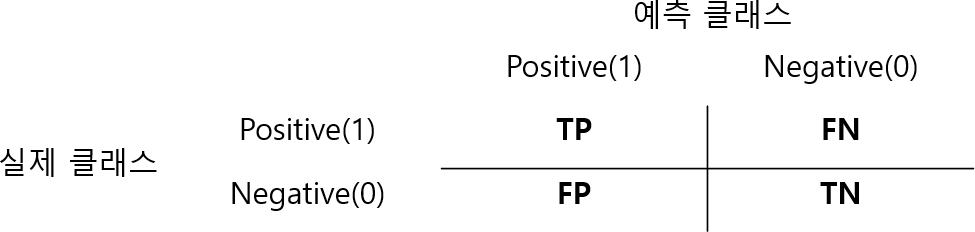 예측 클래스
Positive(1) Negative(0)
Positive(1) TP FN
실제 클래스
Negative(0) FP TN